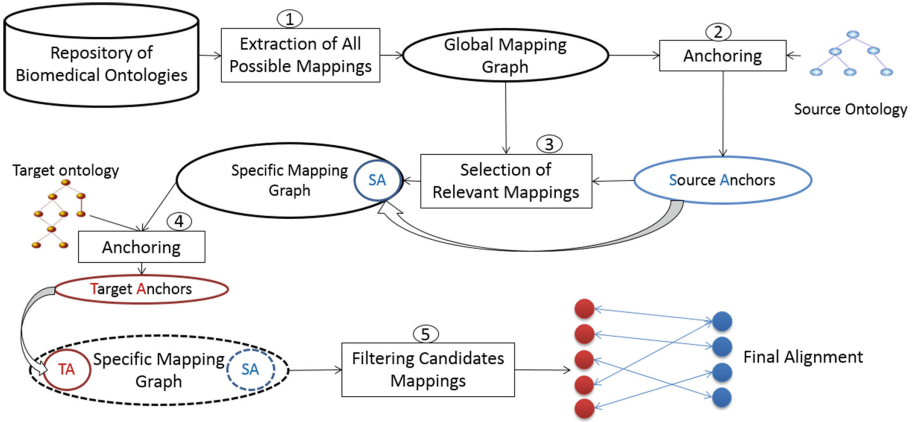 1
Repository of
Biomedical Ontologies
Extraction of All
Possible Mappings
Global Mapping
Graph
2
Anchoring
Source Ontology
Target ontology
Specific Mapping
Graph
SA
3
Selection of
Relevant Mappings
Source Anchors
4
Anchoring
Target Anchors
TA
Specific Mapping
Graph
SA
5
Filtering Candidates
Mappings
Final Alignment